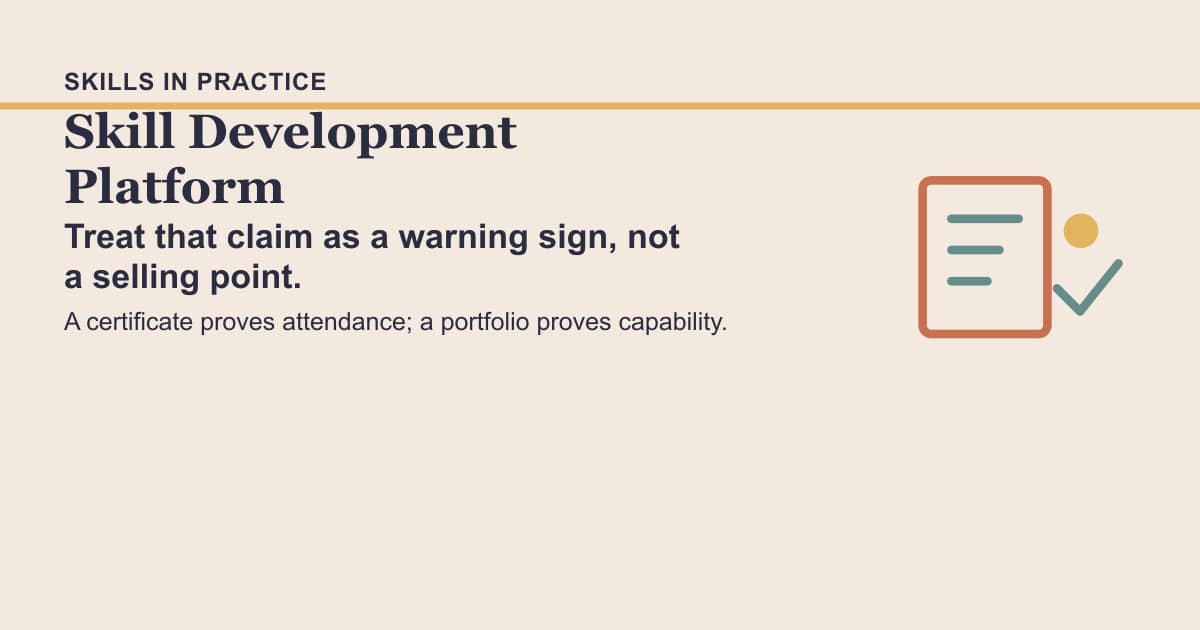 SKILLS IN PRACTICE
Skill Development
Platform
Treat that claim as a warning sign, not
a selling point.
A certificate proves attendance; a portfolio proves capability.